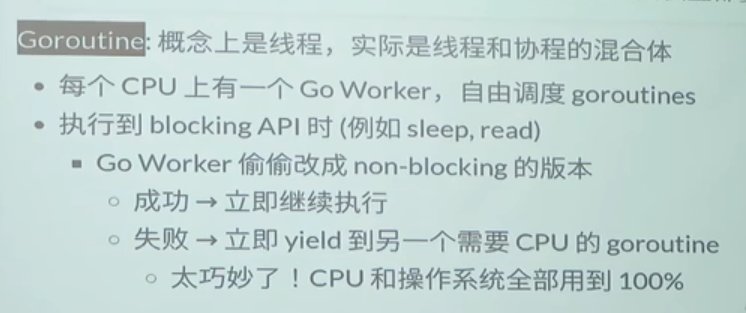 Goroutine: 概念上是线程，实际是线程和协程的混合体
• 每个 CPU 上有一个 Go Worker，自由调度 goroutines
• 执行到 blocking API 时 (例如 sleep, read)
▪ Go Worker 偷偷改成 non-blocking 的版本
○ 成功 → 立即继续执行
○ 失败 → 立即 yield 到另一个需要 CPU 的 goroutine
○ 太巧妙了！CPU 和操作系统全部用到 100%